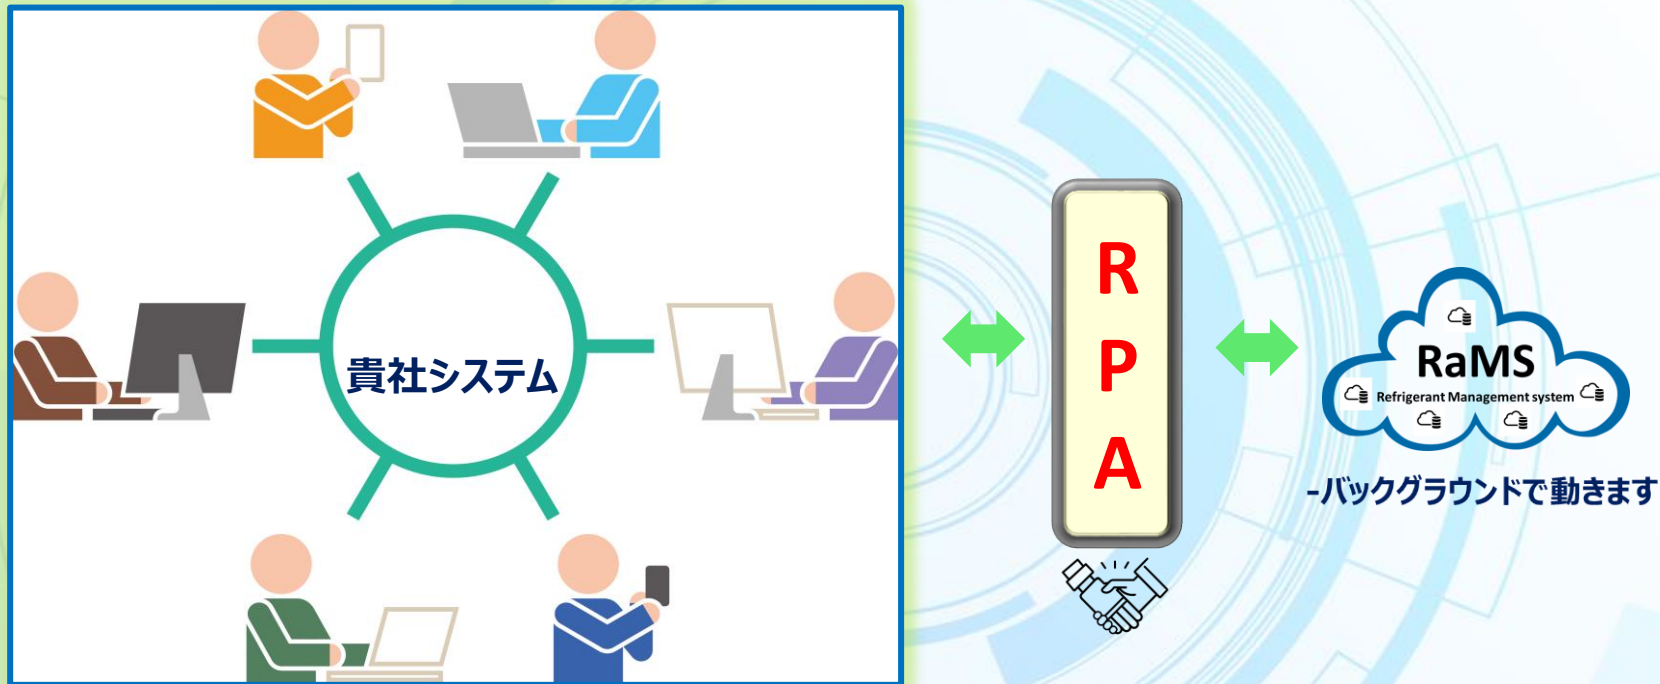 貴社システム
R
P
A
RaMS
Refrigerant Management system
-バックグラウンドで動きます